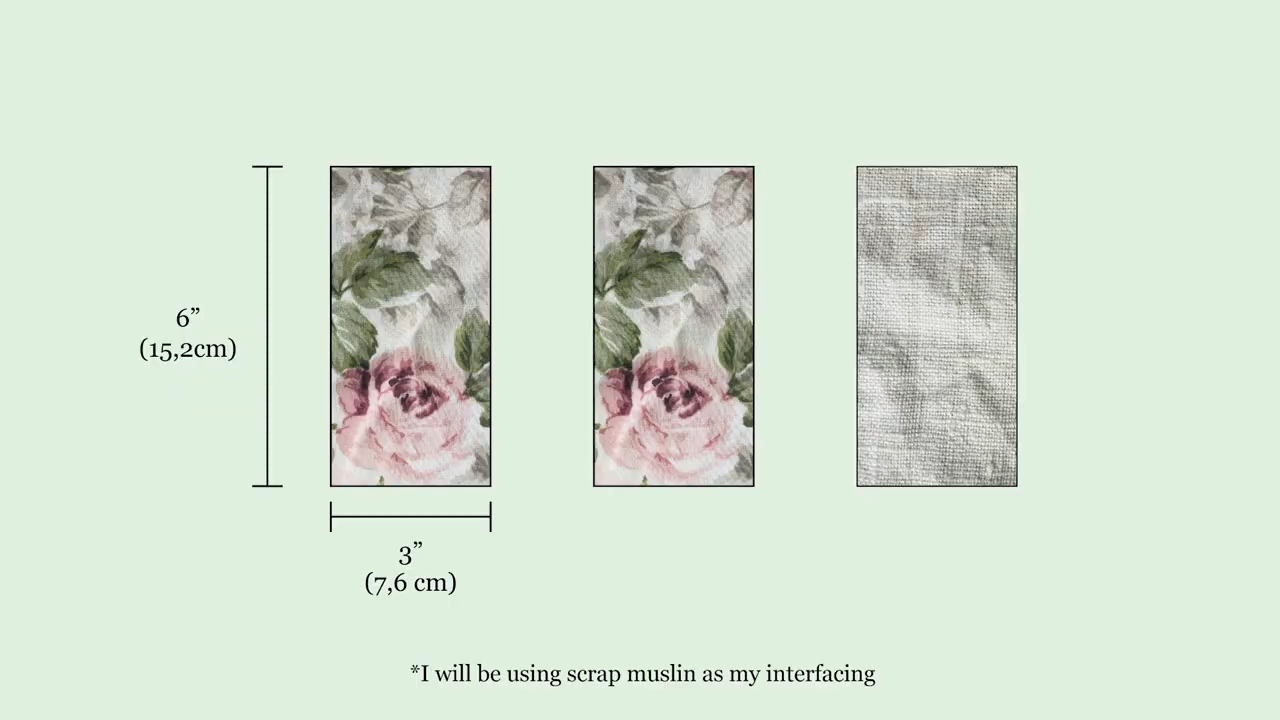 6”
(15,2cm)
3”
(7,6 cm)
*I will be using scrap muslin as my interfacing